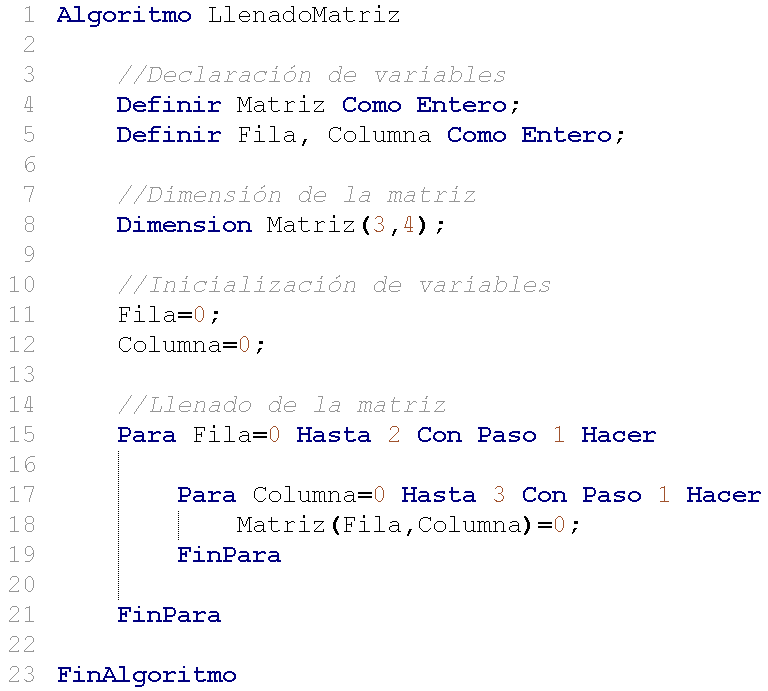 1 Algoritmo LlenadoMatriz
2
3 //Declaración de variables
4 Definir Matriz Como Entero;
5 Definir Fila, Columna Como Entero;
6
7 //Dimensión de la matriz
8 Dimension Matriz(3,4);
9
10 //Inicialización de variables
11 Fila=0;
12 Columna=0;
13
14 //Llenado de la matriz
15 Para Fila=0 Hasta 2 Con Paso 1 Hacer
16
17 Para Columna=0 Hasta 3 Con Paso 1 Hacer
18 Matriz(Fila,Columna)=0;
19 FinPara
20
21 FinPara
22
23 FinAlgoritmo